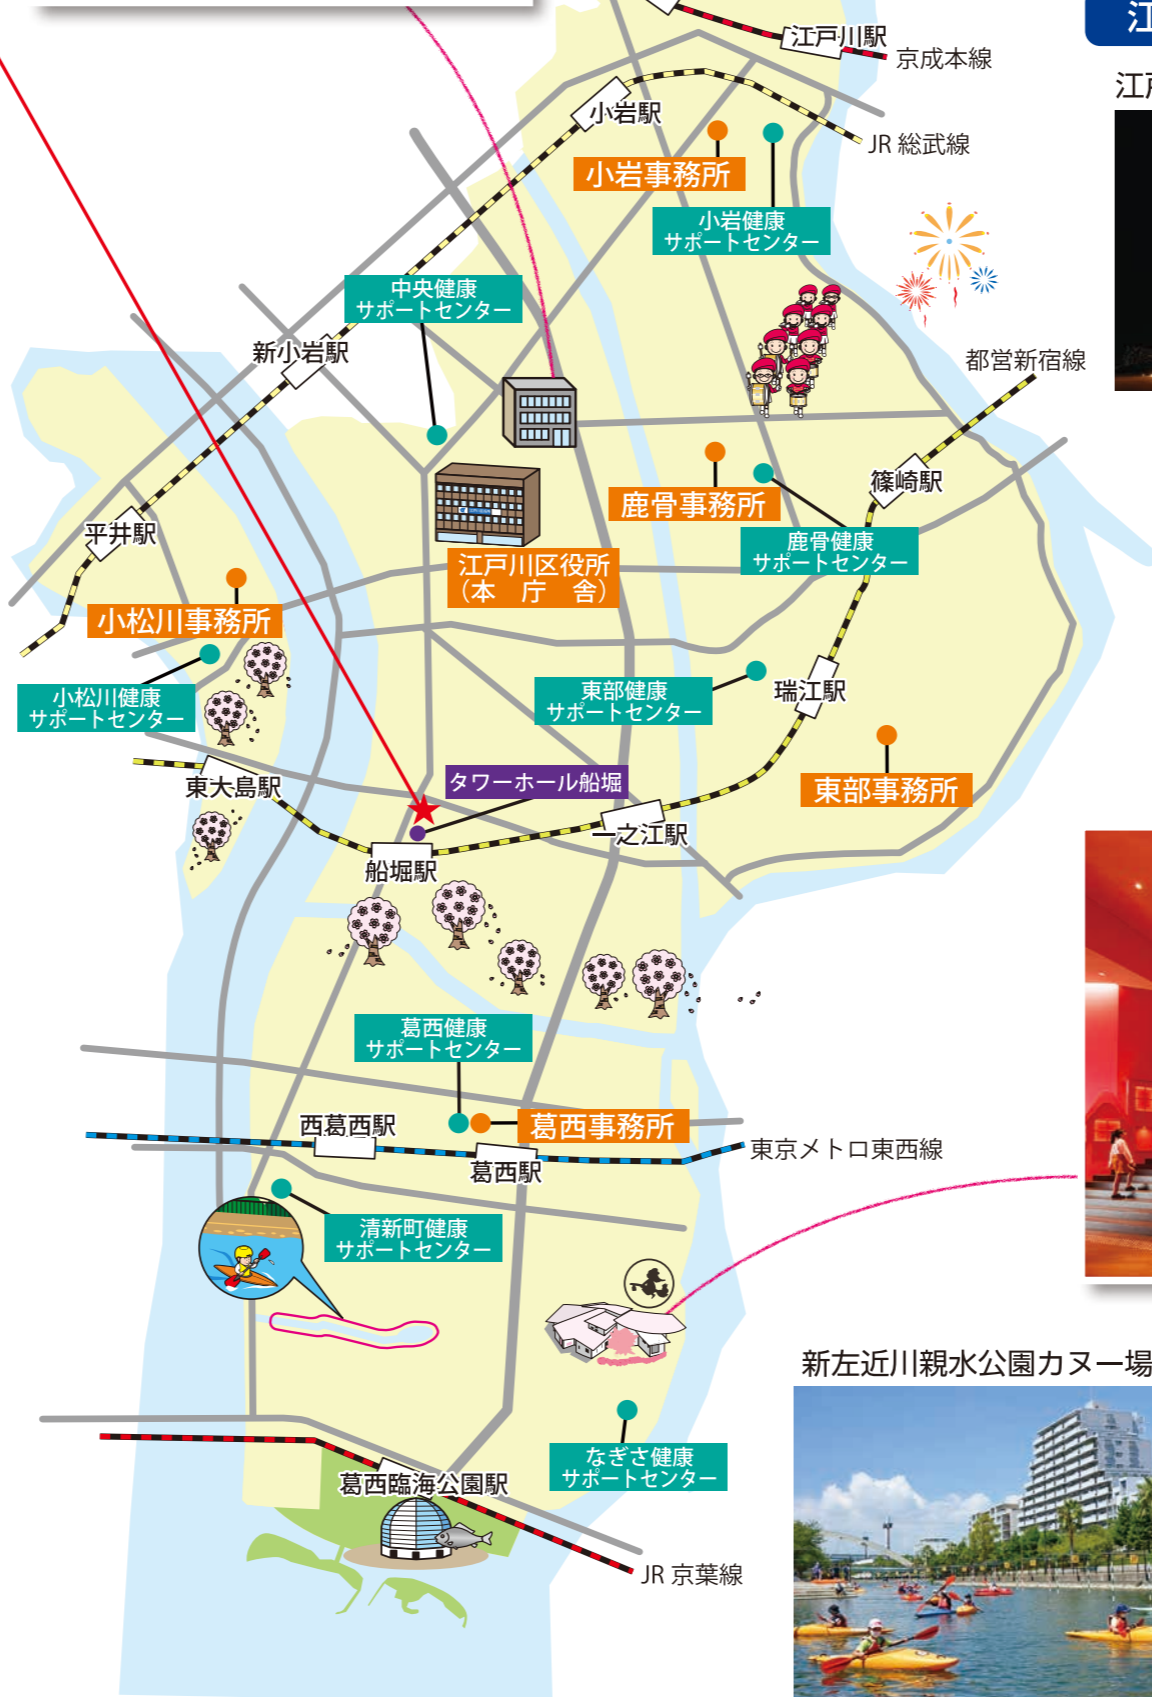 江
江戸川駅
京成本線
江戸
小岩駅
JR 総武線
小岩事務所
小岩健康
サポートセンター
中央健康
サポートセンター
新小岩駅
都営新宿線
篠崎駅
鹿骨事務所
平井駅
鹿骨健康
サポートセンター
江戸川区役所
（本　庁　舎）
小松川事務所
小松川健康
サポートセンター
東部健康
サポートセンター
瑞江駅
東大島駅
タワーホール船堀
東部事務所
一之江駅
船堀駅
葛西健康
サポートセンター
西葛西駅
葛西事務所
葛西駅
東京メトロ東西線
清新町健康
サポートセンター
新左近川親水公園カヌー場
なぎさ健康
サポートセンター
葛西臨海公園駅
JR 京葉線